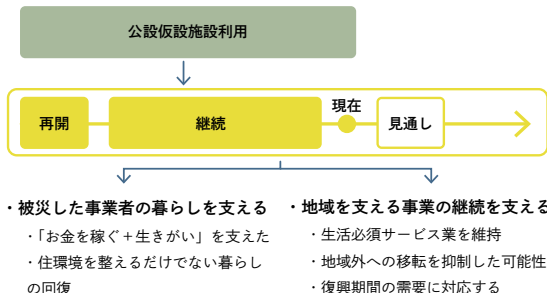 公設仮設施設利用
再開
継続
現在
見通し
・被災した事業者の暮らしを支える
・「お金を稼ぐ＋生きがい」を支えた
・住環境を整えるだけでない暮らし
の回復
・地域を支える事業の継続を支える
・生活必須サービス業を維持
・地域外への移転を抑制した可能性
・復興期間の需要に対応する